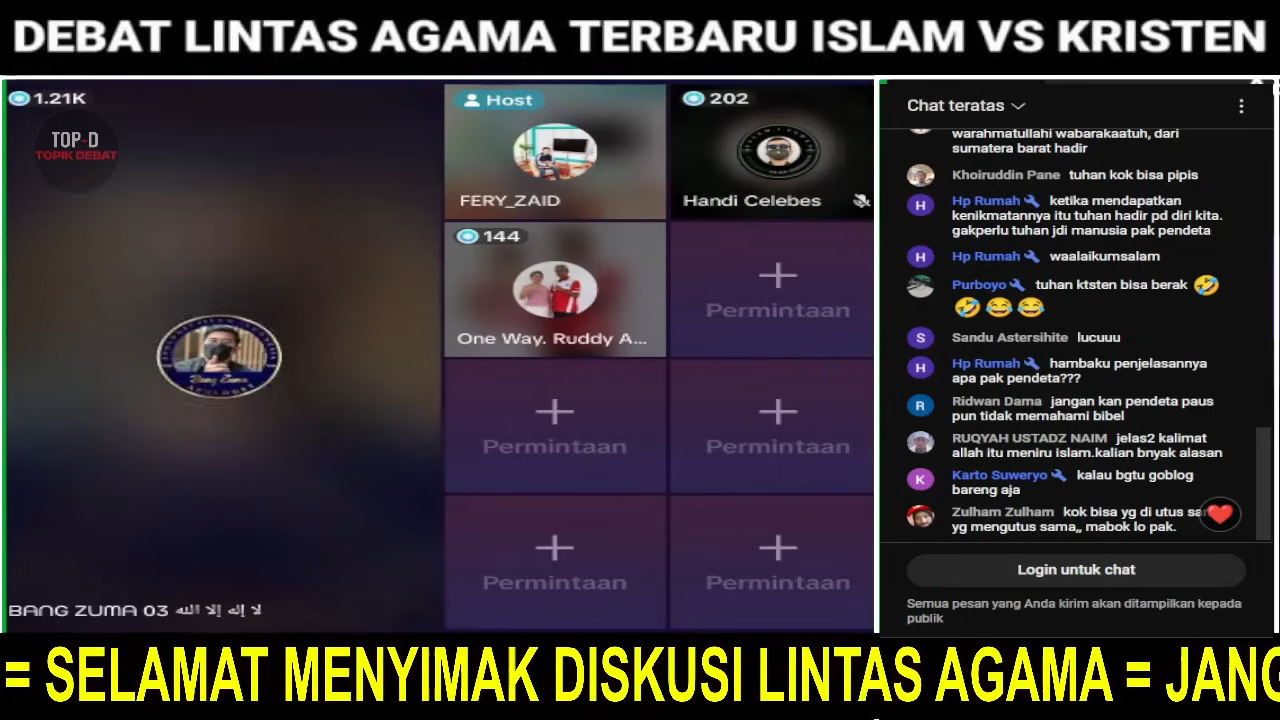 DEBAT LINTAS AGAMA TERBARU ISLAM VS KRISTEN
1.21K
TOP-D
TOPIK DEBAT
Bang Zuma
BANG ZUMA 03 لا إله إلا الله
Host
FERY_ZAID
202
Handi Celebes
144
One Way. Ruddy A...
Permintaan
Permintaan
Permintaan
Permintaan
Permintaan
Chat teratas
warahmatullahi wabarakaatuh, dari
sumatera barat hadir
Khoiruddin Pane tuhan kok bisa pipis
H
Hp Rumah ketika mendapatkan
kenikmatannya itu tuhan hadir pd diri kita.
gakperlu tuhan jdi manusia pak pendeta
H
Hp Rumah waalaikumsalam
Purboyo tuhan ktsten bisa berak 🤣
🤣😂😂
S
Sandu Astersihite lucuuu
H
Hp Rumah hambaku penjelasannya
apa pak pendeta???
R
Ridwan Dama jangan kan pendeta paus
pun tidak memahami bibel
RUQYAH USTADZ NAIM jelas2 kalimat
allah itu meniru islam.kalian bnyak alasan
K
Karto Suweryo kalau bgtu goblog
bareng aja
Zulham Zulham kok bisa yg di utus sa
yg mengutus sama,, mabok lo pak.
Login untuk chat
Semua pesan yang Anda kirim akan ditampilkan kepada
publik
= SELAMAT MENYIMAK DISKUSI LINTAS AGAMA = JANG